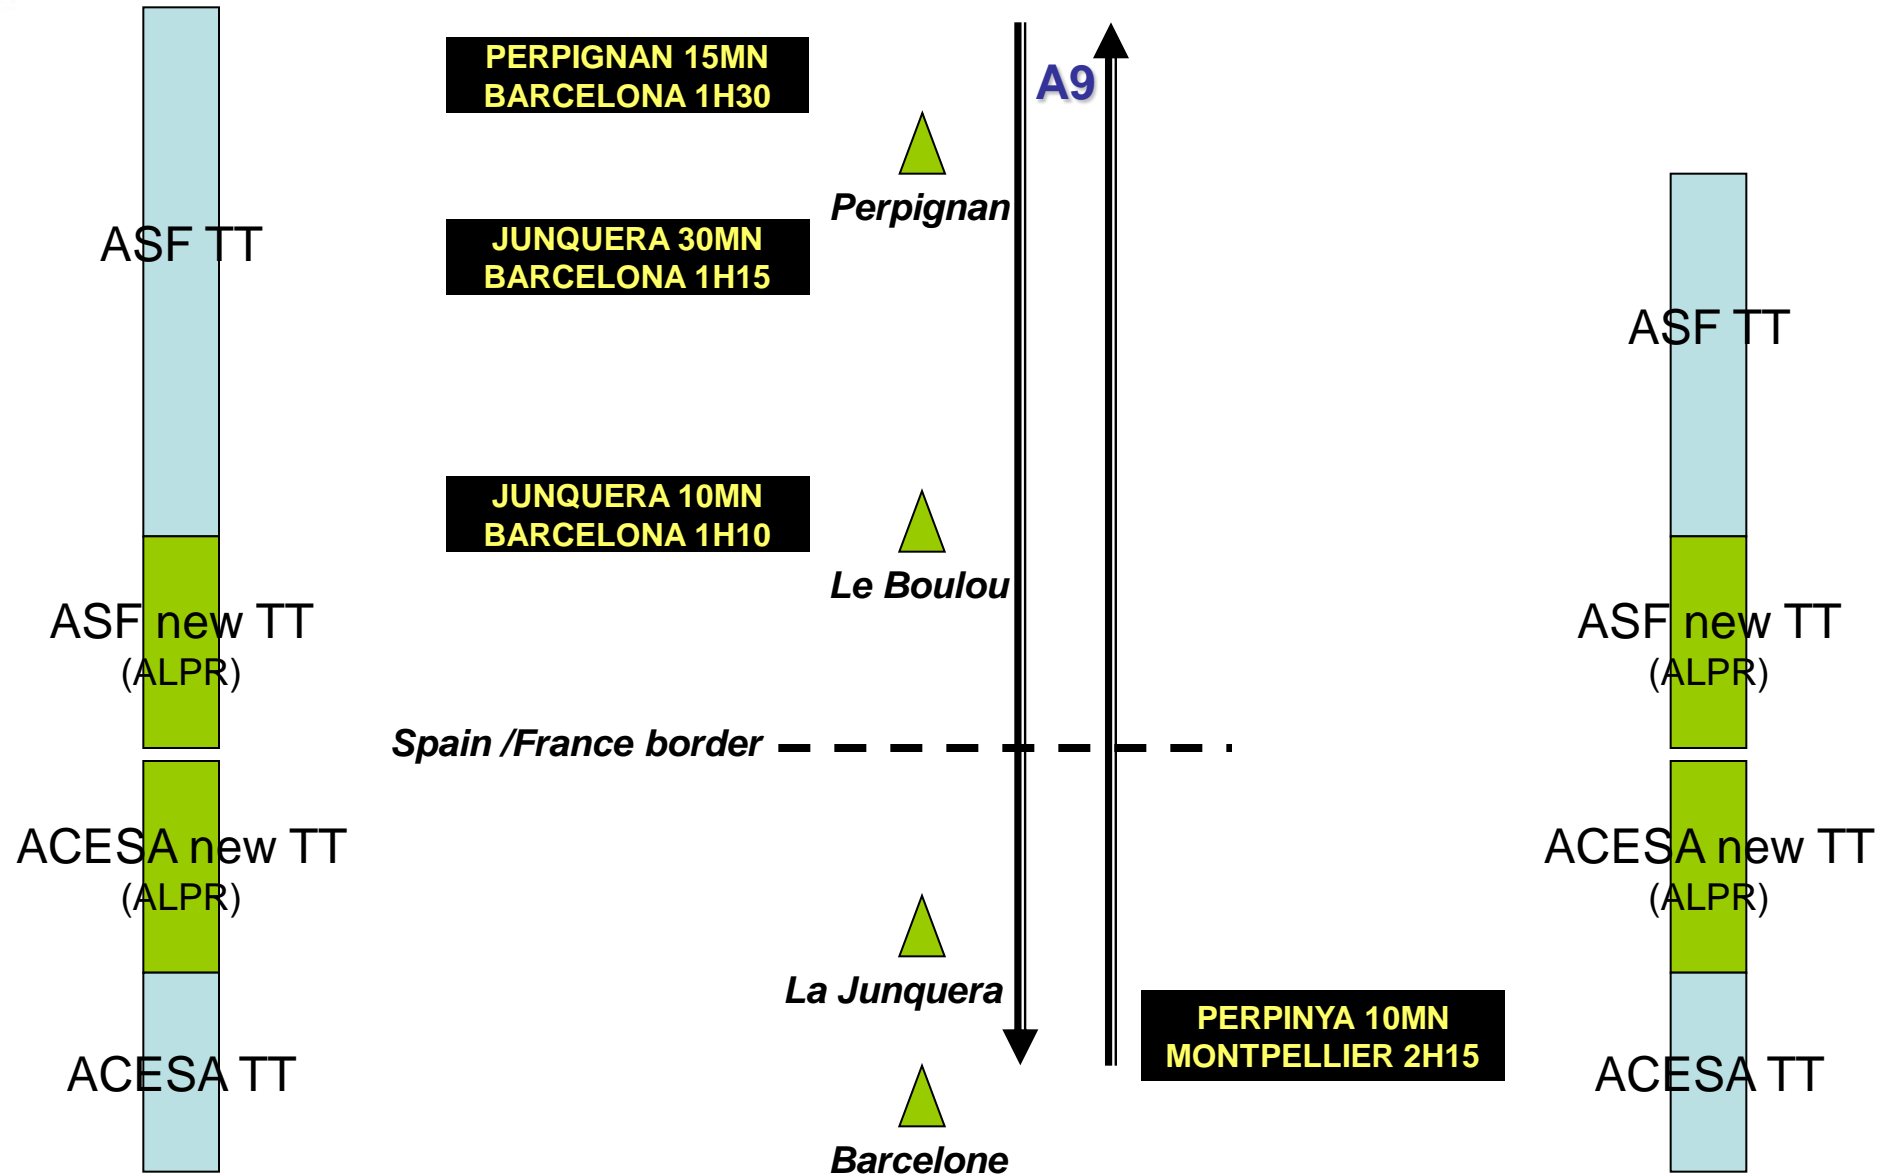 PERPIGNAN 15MN
BARCELONA 1H30
A9
Perpignan
ASF TT
JUNQUERA 30MN
BARCELONA 1H15
ASF TT
JUNQUERA 10MN
BARCELONA 1H10
Le Boulou
ASF new TT
(ALPR)
ASF new TT
(ALPR)
Spain /France border
ACESA new TT
(ALPR)
ACESA new TT
(ALPR)
La Junquera
PERPINYA 10MN
MONTPELLIER 2H15
ACESA TT
ACESA TT
Barcelone